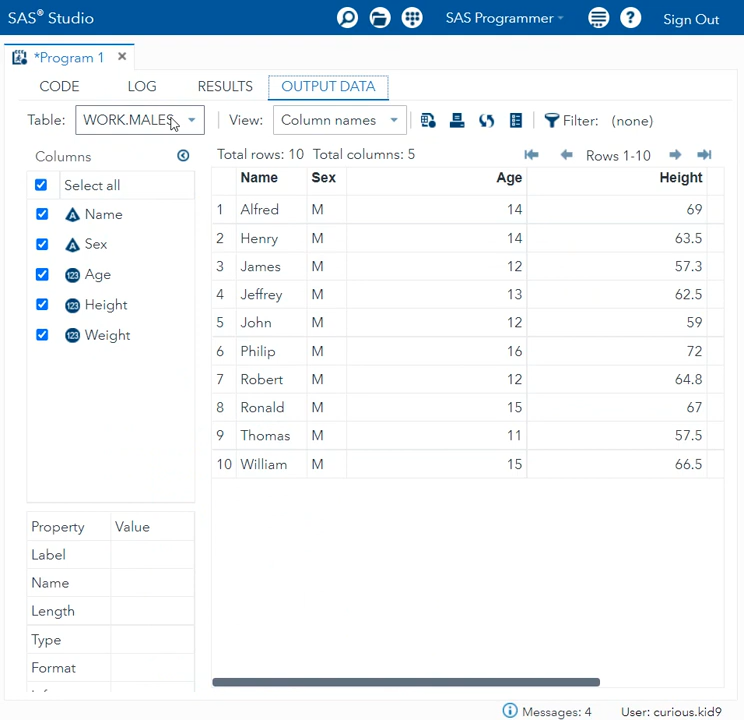 SAS® Studio
SAS Programmer
Sign Out
*Program 1
CODE LOG RESULTS OUTPUT DATA
Table: WORK.MALES View: Column names Filter: (none)
Columns
Total rows: 10 Total columns: 5 Rows 1-10
Select all
Name
Sex
Age
Height
Weight
Name Sex Age Height
1 Alfred M 14 69
2 Henry M 14 63.5
3 James M 12 57.3
4 Jeffrey M 13 62.5
5 John M 12 59
6 Philip M 16 72
7 Robert M 12 64.8
8 Ronald M 15 67
9 Thomas M 11 57.5
10 William M 15 66.5
Property Value
Label
Name
Length
Type
Format
Messages: 4 User: curious.kid9